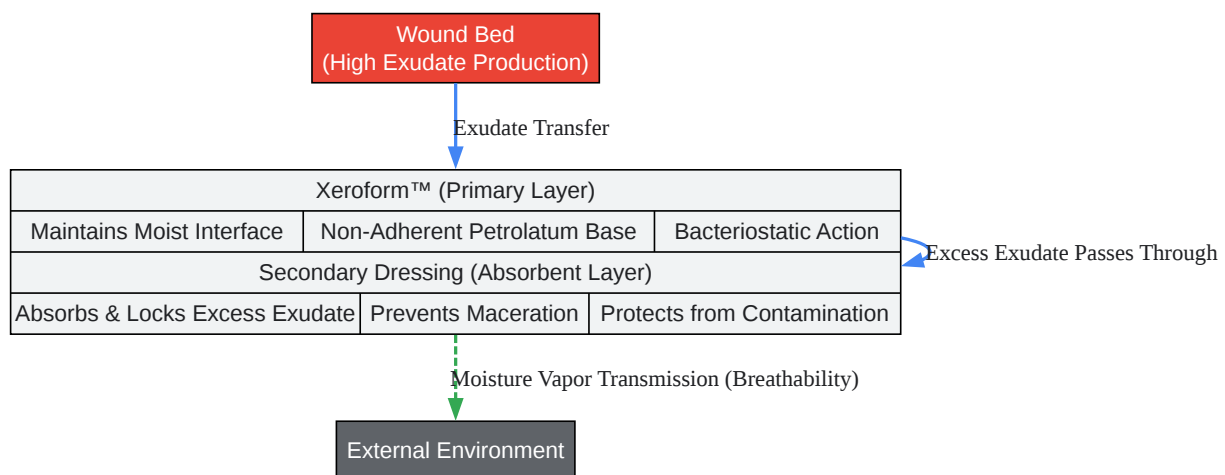 Wound Bed
(High Exudate Production)
Exudate Transfer
Xeroform™ (Primary Layer)
Maintains Moist Interface
Non-Adherent Petrolatum Base
Bacteriostatic Action
Excess Exudate Passes Through
Secondary Dressing (Absorbent Layer)
Absorbs & Locks Excess Exudate
Prevents Maceration
Protects from Contamination
Moisture Vapor Transmission (Breathability)
External Environment